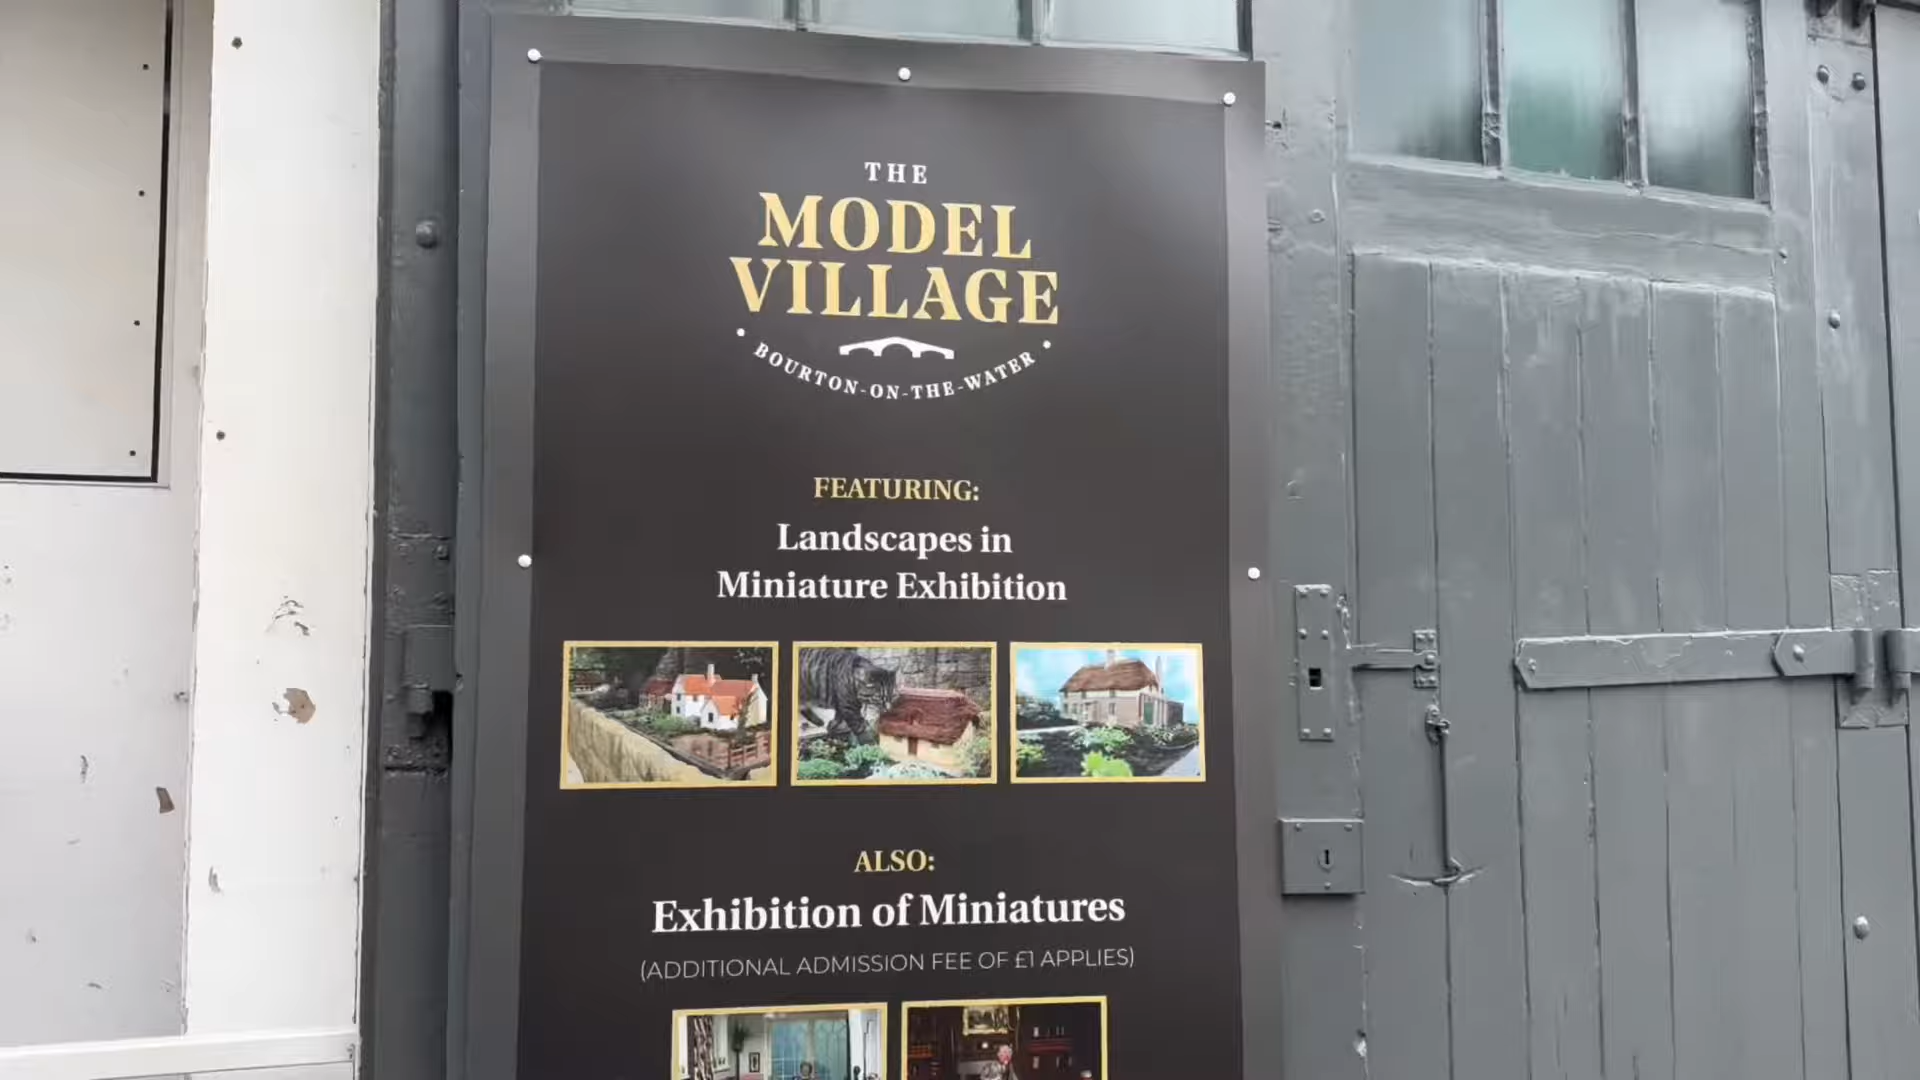 THE
MODEL
VILLAGE
BOURTON-ON-THE-WATER
FEATURING:
Landscapes in
Miniature Exhibition
ALSO:
Exhibition of Miniatures
(ADDITIONAL ADMISSION FEE OF £1 APPLIES)